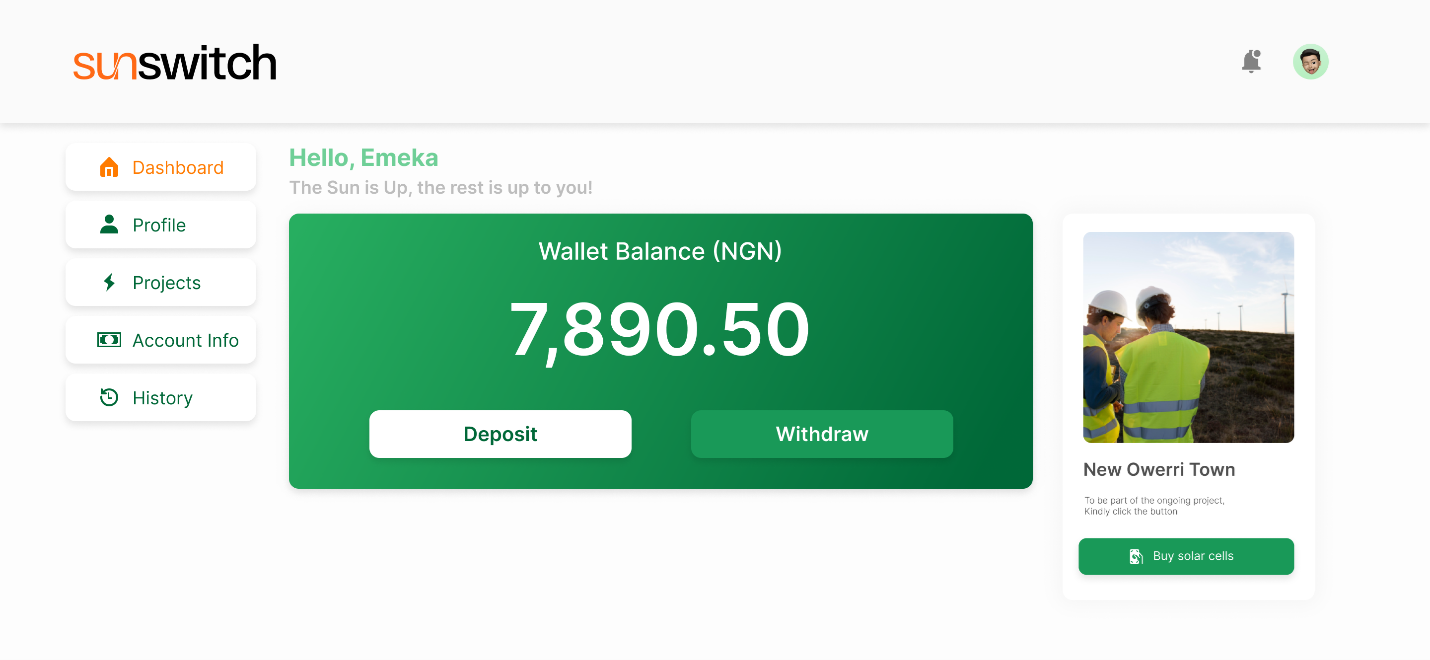 sunswitch
Dashboard
Profile
Projects
Account Info
History
Hello, Emeka
The Sun is Up, the rest is up to you!
Wallet Balance (NGN)
7,890.50
Deposit
Withdraw
New Owerri Town
To be part of the ongoing project,
Kindly click the button
Buy solar cells